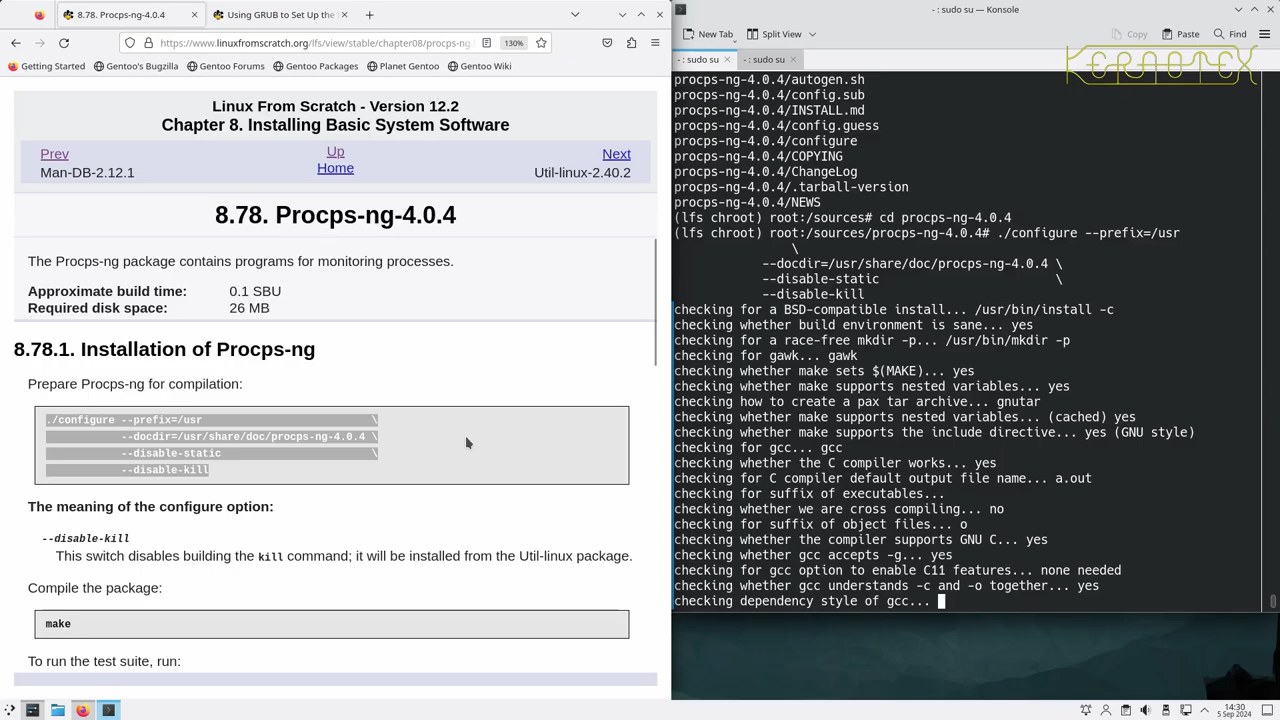 8.78. Procps-ng-4.0.4
Using GRUB to Set Up the
https://www.linuxfromscratch.org/lfs/view/stable/chapter08/procps-ng
130%
Getting Started
Gentoo's Bugzilla
Gentoo Forums
Gentoo Packages
Planet Gentoo
Gentoo Wiki
Linux From Scratch - Version 12.2
Chapter 8. Installing Basic System Software
Prev
Up
Next
Man-DB-2.12.1
Home
Util-linux-2.40.2
8.78. Procps-ng-4.0.4
The Procps-ng package contains programs for monitoring processes.
Approximate build time: 0.1 SBU
Required disk space: 26 MB
8.78.1. Installation of Procps-ng
Prepare Procps-ng for compilation:
./configure --prefix=/usr \
--docdir=/usr/share/doc/procps-ng-4.0.4 \
--disable-static \
--disable-kill
The meaning of the configure option:
--disable-kill
This switch disables building the kill command; it will be installed from the Util-linux package.
Compile the package:
make
To run the test suite, run:
- : sudo su — Konsole
New Tab
Split View
Copy
Paste
Find
- : sudo su
- : sudo su
KERNOTEX
procps-ng-4.0.4/autogen.sh
procps-ng-4.0.4/config.sub
procps-ng-4.0.4/INSTALL.md
procps-ng-4.0.4/config.guess
procps-ng-4.0.4/configure
procps-ng-4.0.4/COPYING
procps-ng-4.0.4/ChangeLog
procps-ng-4.0.4/.tarball-version
procps-ng-4.0.4/NEWS
(lfs chroot) root:/sources# cd procps-ng-4.0.4
(lfs chroot) root:/sources/procps-ng-4.0.4# ./configure --prefix=/usr
\
--docdir=/usr/share/doc/procps-ng-4.0.4 \
--disable-static \
--disable-kill
checking for a BSD-compatible install... /usr/bin/install -c
checking whether build environment is sane... yes
checking for a race-free mkdir -p... /usr/bin/mkdir -p
checking for gawk... gawk
checking whether make sets $(MAKE)... yes
checking whether make supports nested variables... yes
checking how to create a pax tar archive... gnutar
checking whether make supports nested variables... (cached) yes
checking whether make supports the include directive... yes (GNU style)
checking for gcc... gcc
checking whether the C compiler works... yes
checking for C compiler default output file name... a.out
checking for suffix of executables...
checking whether we are cross compiling... no
checking for suffix of object files... o
checking whether the compiler supports GNU C... yes
checking whether gcc accepts -g... yes
checking for gcc option to enable C11 features... none needed
checking whether gcc understands -c and -o together... yes
checking dependency style of gcc...
14:30
5 Sep 2024